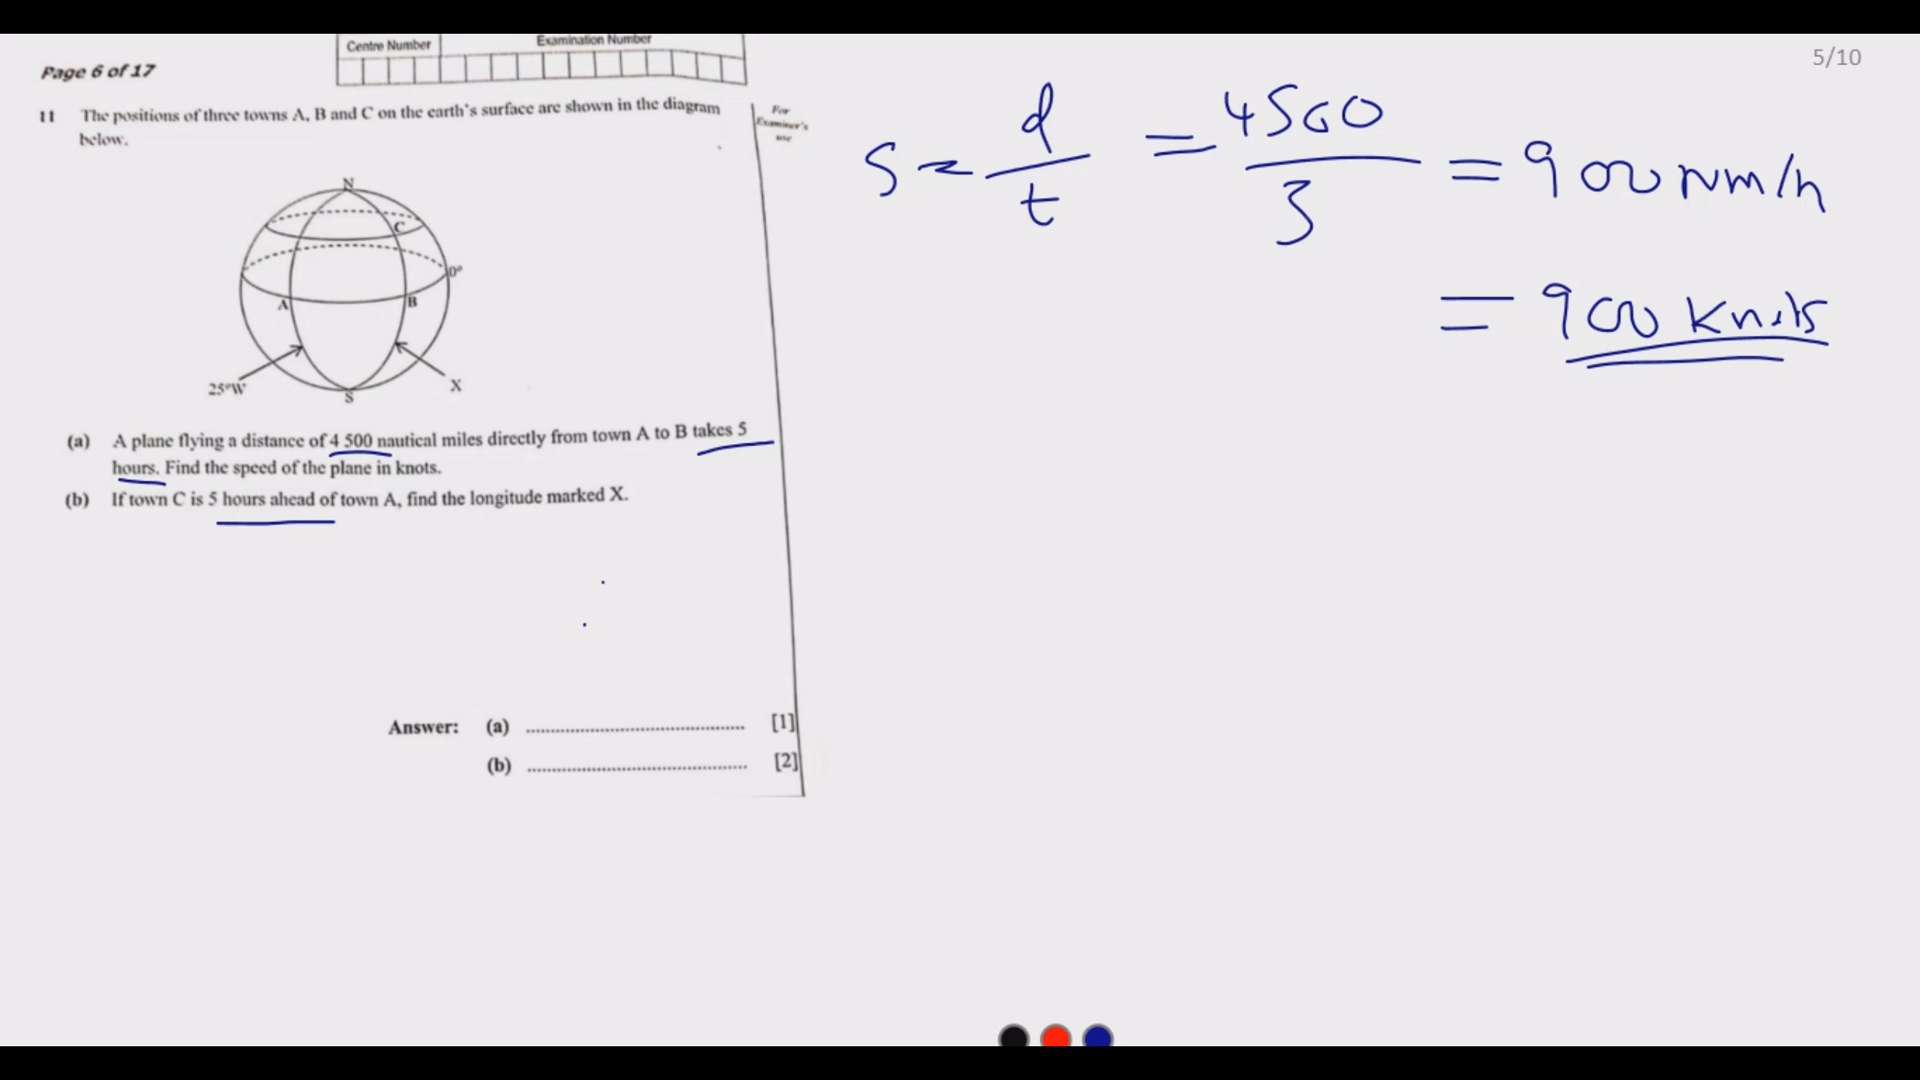 5/10
Centre Number
Examination Number
Page 6 of 17
11 The positions of three towns A, B and C on the earth's surface are shown in the diagram
below.
For
Examiner's
use
N
C
0°
A
B
25°W
X
S
(a) A plane flying a distance of 4 500 nautical miles directly from town A to B takes 5
hours. Find the speed of the plane in knots.
(b) If town C is 5 hours ahead of town A, find the longitude marked X.
Answer: (a) ............................................ [1]
(b) ............................................ [2]
S = d/t = 4500/5 = 900 nm/h
= 900 knots